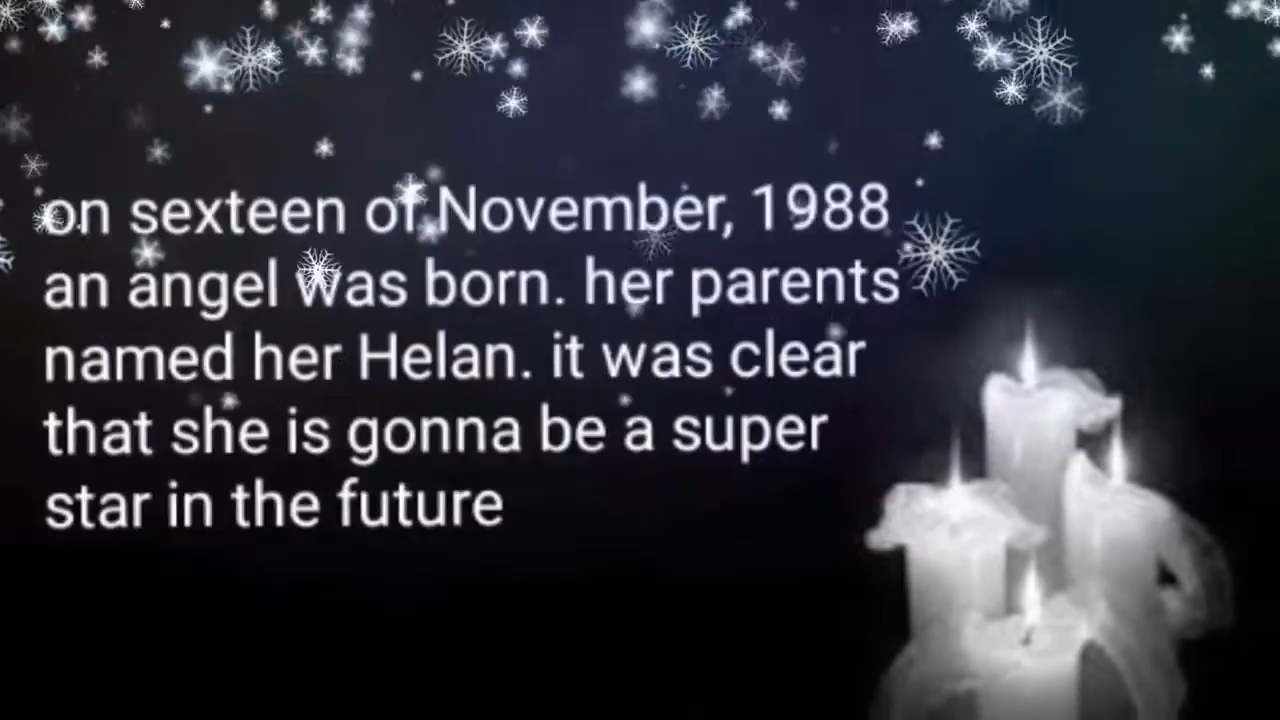 on sexteen of November, 1988
an angel was born. her parents
named her Helan. it was clear
that she is gonna be a super
star in the future